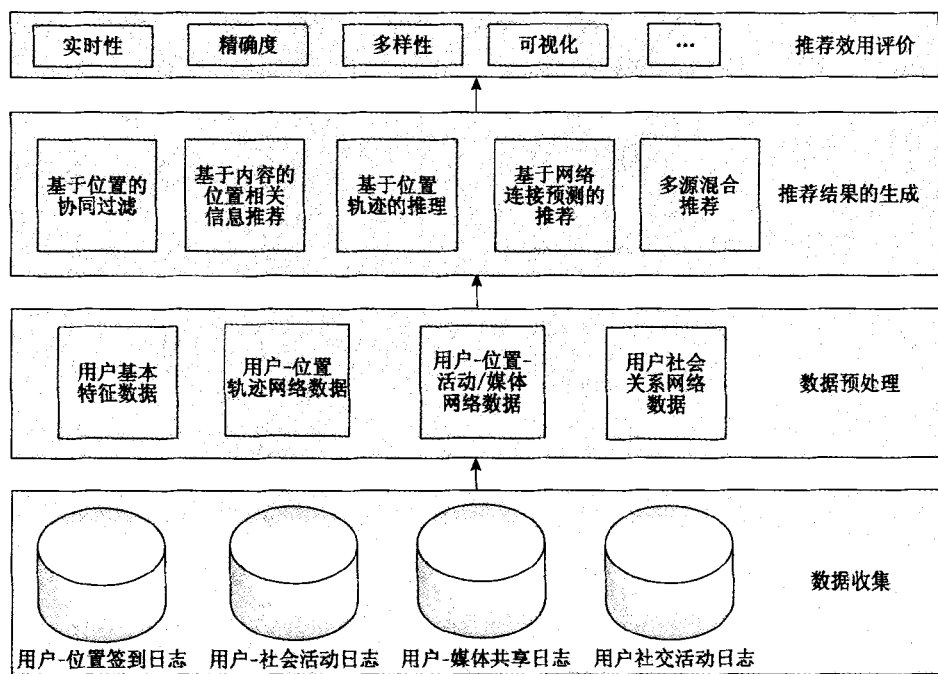 实时性
精确度
多样性
可视化
...
推荐效用评价
基于位置的
协同过滤
基于内容的
位置相关
信息推荐
基于位置
轨迹的推理
基于网络
连接预测的
推荐
多源混合
推荐
推荐结果的生成
用户基本
特征数据
用户-位置
轨迹网络数据
用户-位置-
活动/媒体
网络数据
用户社会
关系网络
数据
数据预处理
数据收集
用户-位置签到日志
用户-社会活动日志
用户-媒体共享日志
用户社交活动日志